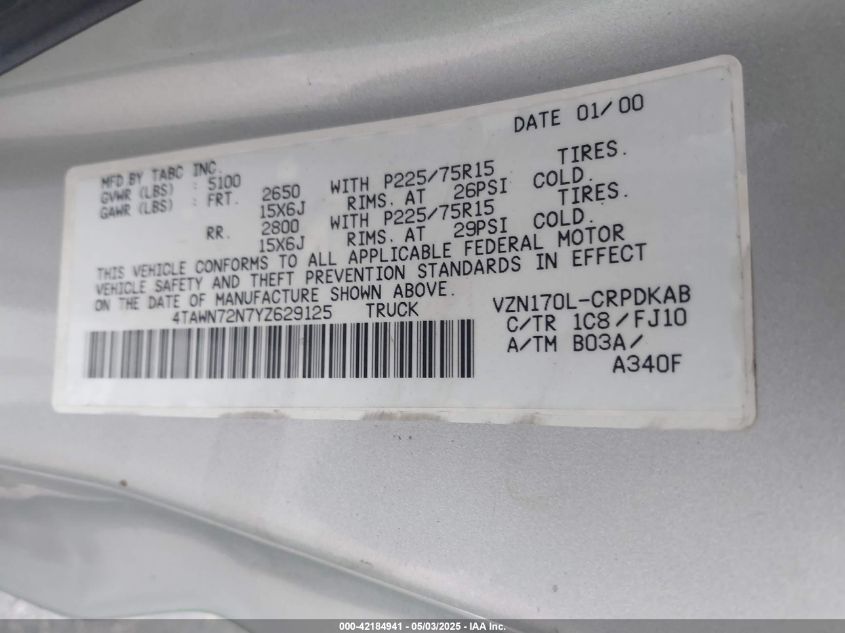 DATE 01/00
MFD BY TABC INC.
GVWR (LBS) : 5100
GAWR (LBS) : FRT. 2650 WITH P225/75R15 TIRES.
15X6J RIMS. AT 26PSI COLD.
RR. 2800 WITH P225/75R15 TIRES.
15X6J RIMS. AT 29PSI COLD.
THIS VEHICLE CONFORMS TO ALL APPLICABLE FEDERAL MOTOR
VEHICLE SAFETY AND THEFT PREVENTION STANDARDS IN EFFECT
ON THE DATE OF MANUFACTURE SHOWN ABOVE.
4TAWN72N7YZ629125 TRUCK
VZN170L-CRPDKAB
C/TR 1C8/FJ10
A/TM B03A/
A340F
000-42184941 - 05/03/2025 - IAA Inc.